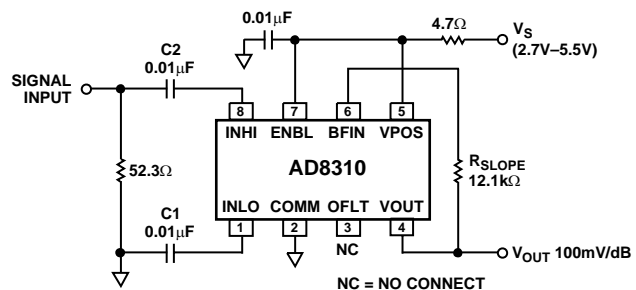 0.01μF
4.7Ω
VS
(2.7V–5.5V)
C2
0.01μF
SIGNAL
INPUT
8
7
6
5
INHI ENBL BFIN VPOS
AD8310
52.3Ω
RSLOPE
12.1kΩ
C1
0.01μF
INLO COMM OFLT VOUT
1
2
3
4
NC
VOUT 100mV/dB
NC = NO CONNECT